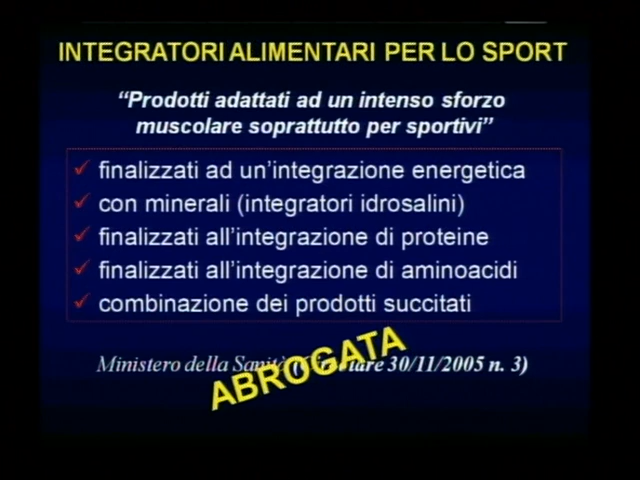 INTEGRATORI ALIMENTARI PER LO SPORT
“Prodotti adattati ad un intenso sforzo
muscolare soprattutto per sportivi”
✓ finalizzati ad un’integrazione energetica
✓ con minerali (integratori idrosalini)
✓ finalizzati all’integrazione di proteine
✓ finalizzati all’integrazione di aminoacidi
✓ combinazione dei prodotti succitati
Ministero della Sanità (Circolare 30/11/2005 n. 3)
ABROGATA